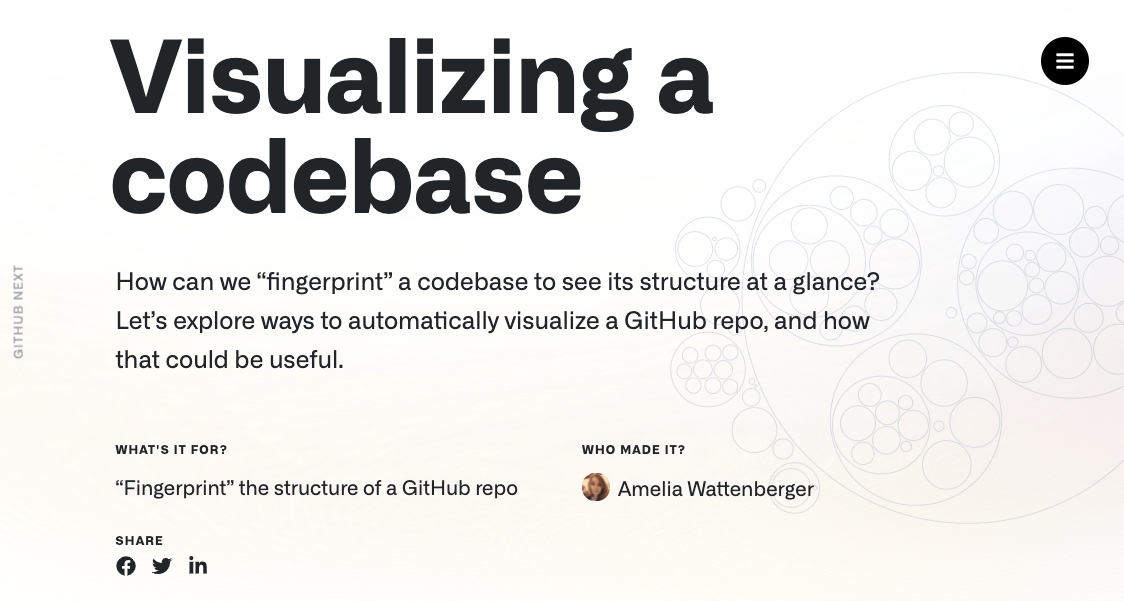 Visualizing a
codebase
GITHUB NEXT
How can we “fingerprint” a codebase to see its structure at a glance?
Let’s explore ways to automatically visualize a GitHub repo, and how
that could be useful.
WHAT'S IT FOR?
“Fingerprint” the structure of a GitHub repo
WHO MADE IT?
Amelia Wattenberger
SHARE